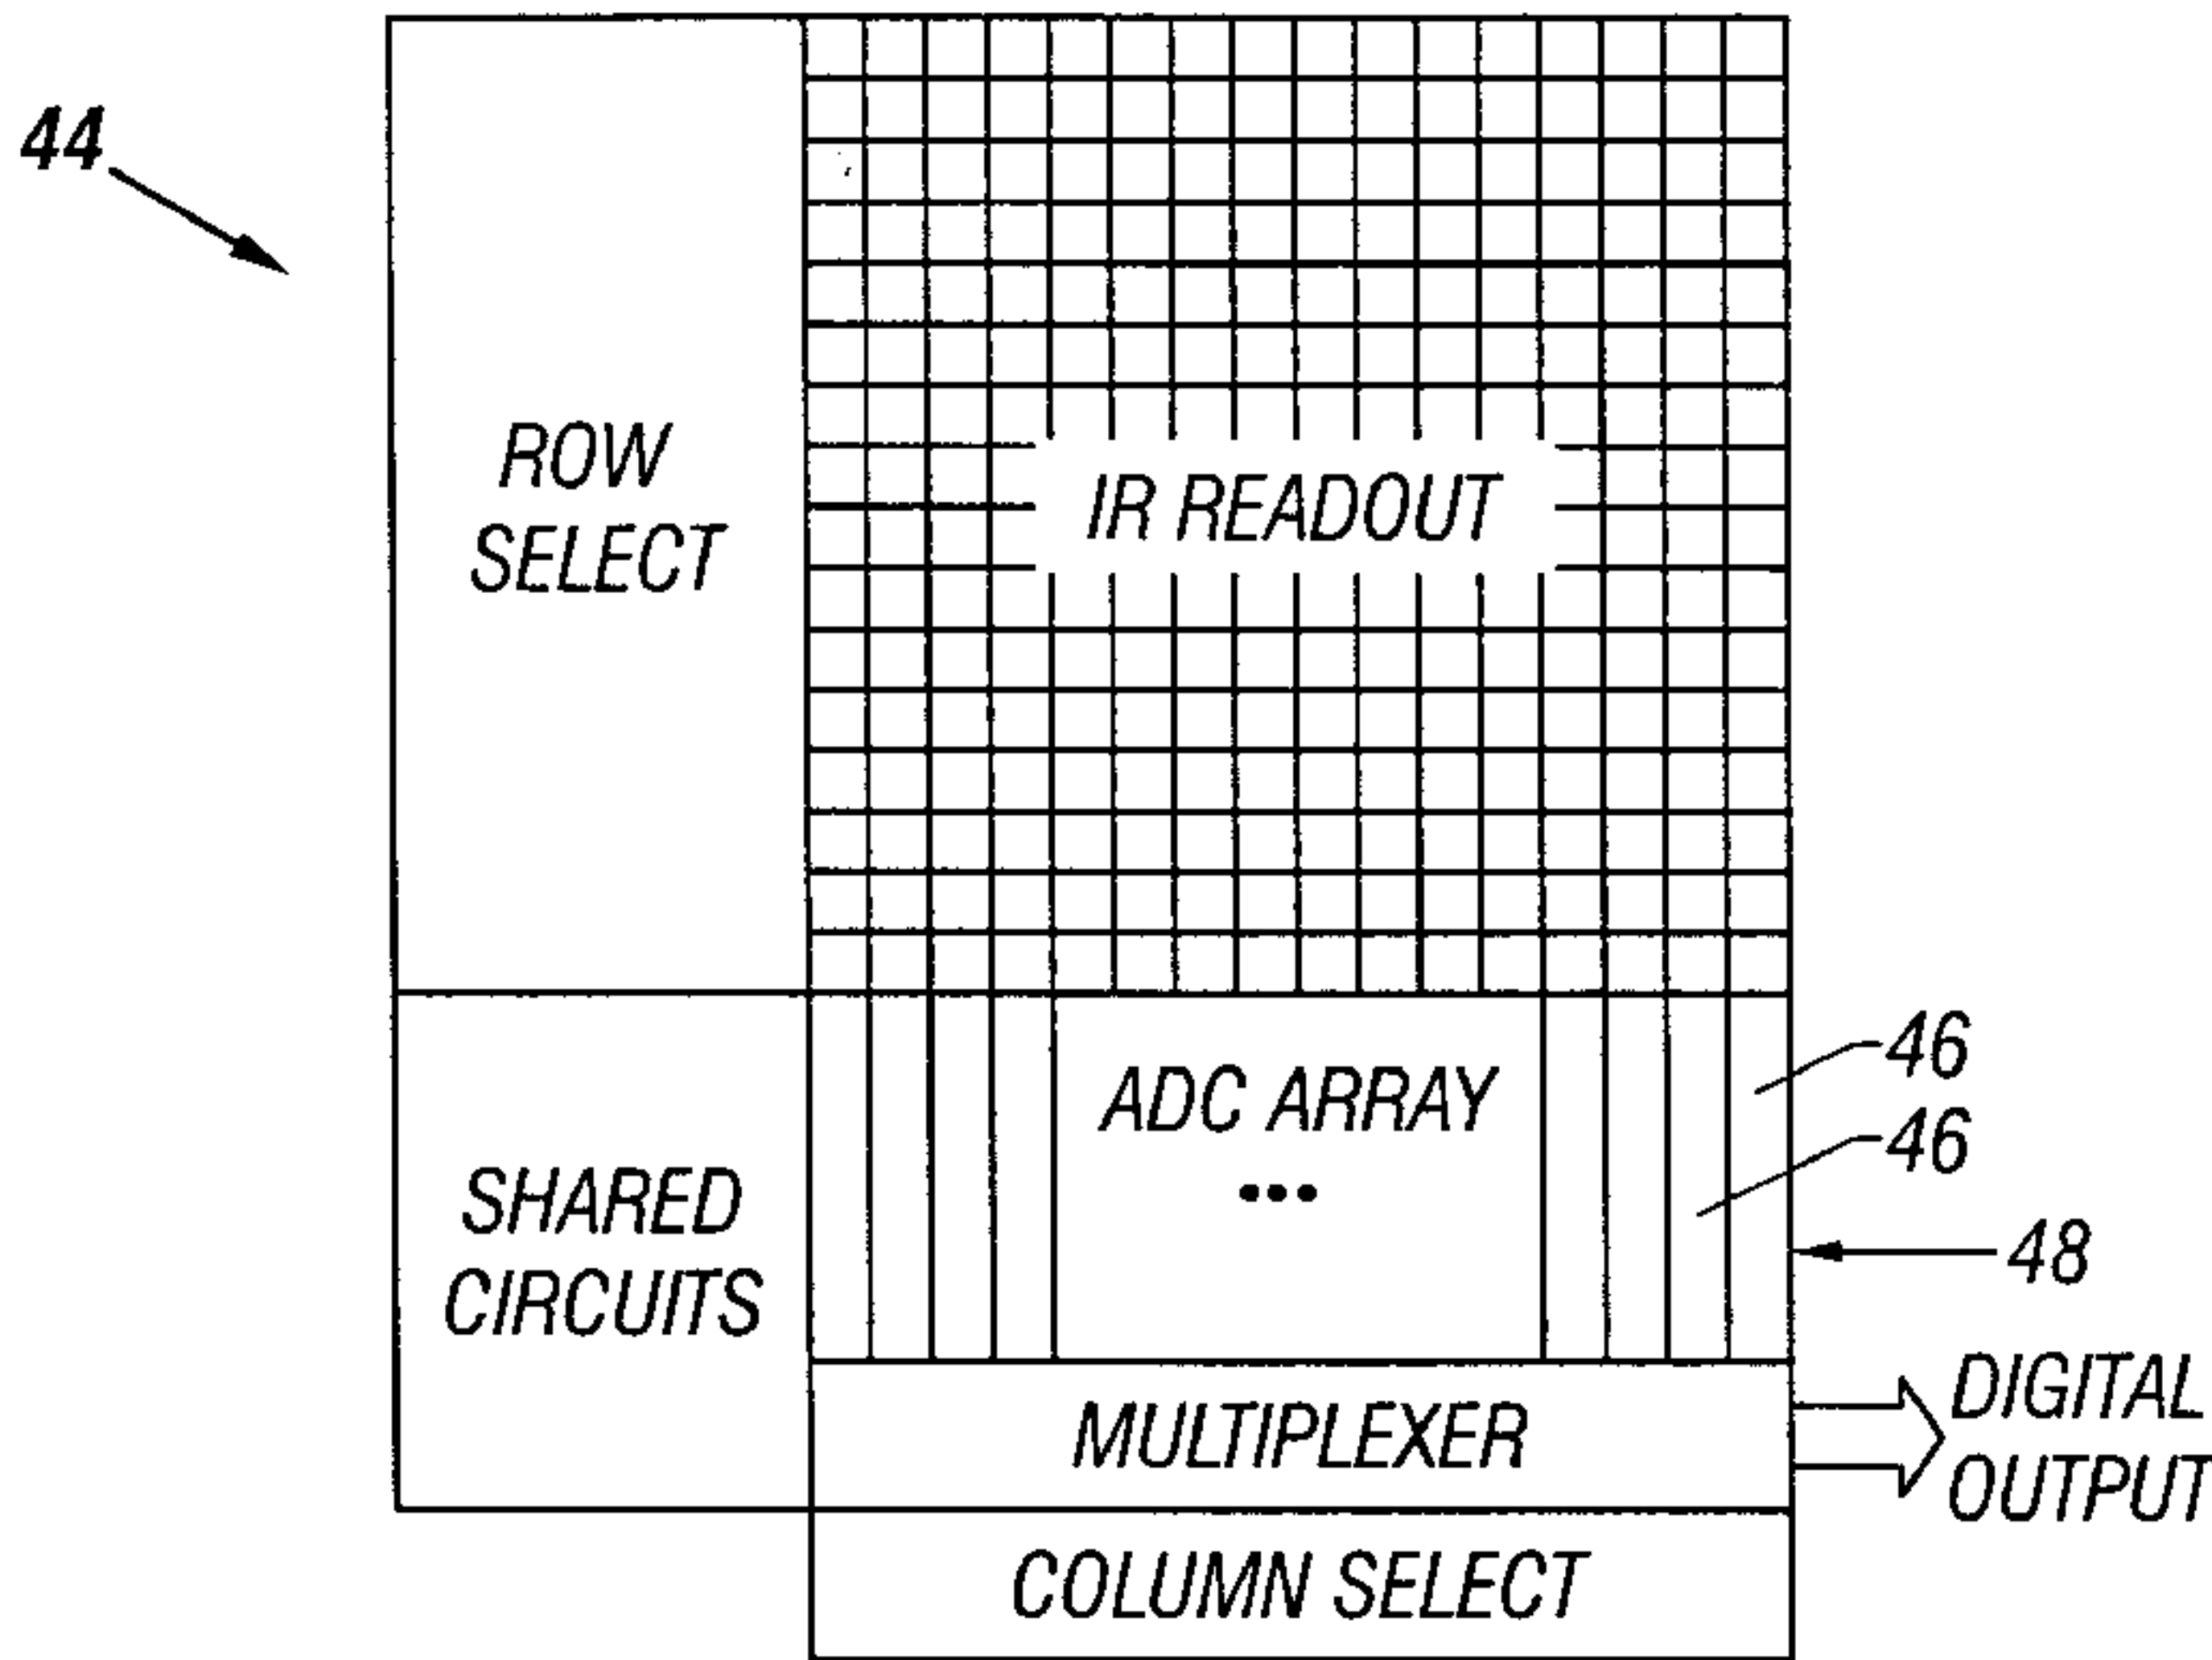 44
ROW
SELECT
IR READOUT
ADC ARRAY
•••
46
46
SHARED
CIRCUITS
48
DIGITAL
OUTPUT
MULTIPLEXER
COLUMN SELECT